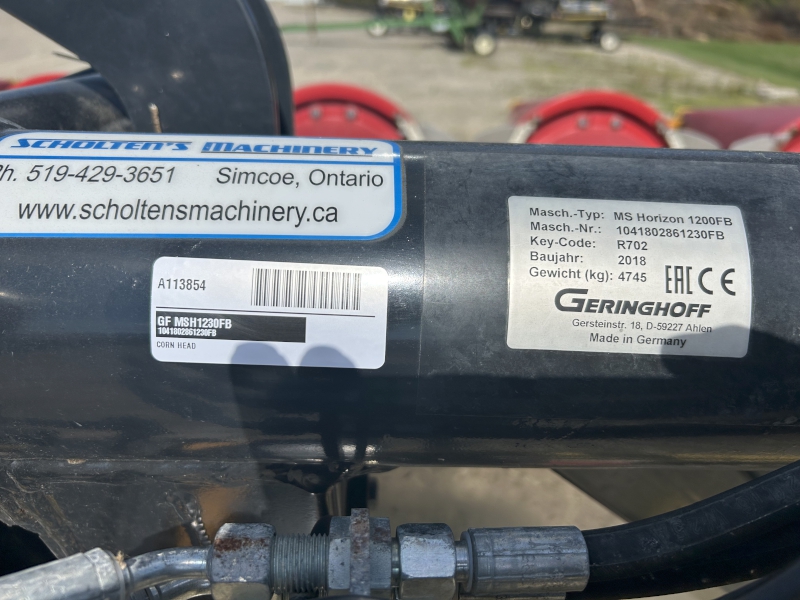 SCHOLTEN'S MACHINERY
Ph. 519-429-3651 Simcoe, Ontario
www.scholtensmachinery.ca
A113854
GF MSH1230FB
1041802861230FB
CORN HEAD
Masch.-Typ: MS Horizon 1200FB
Masch.-Nr.: 1041802861230FB
Key-Code: R702
Baujahr: 2018
Gewicht (kg): 4745
EAC CE
GERINGHOFF
Gersteinstr. 18, D-59227 Ahlen
Made in Germany